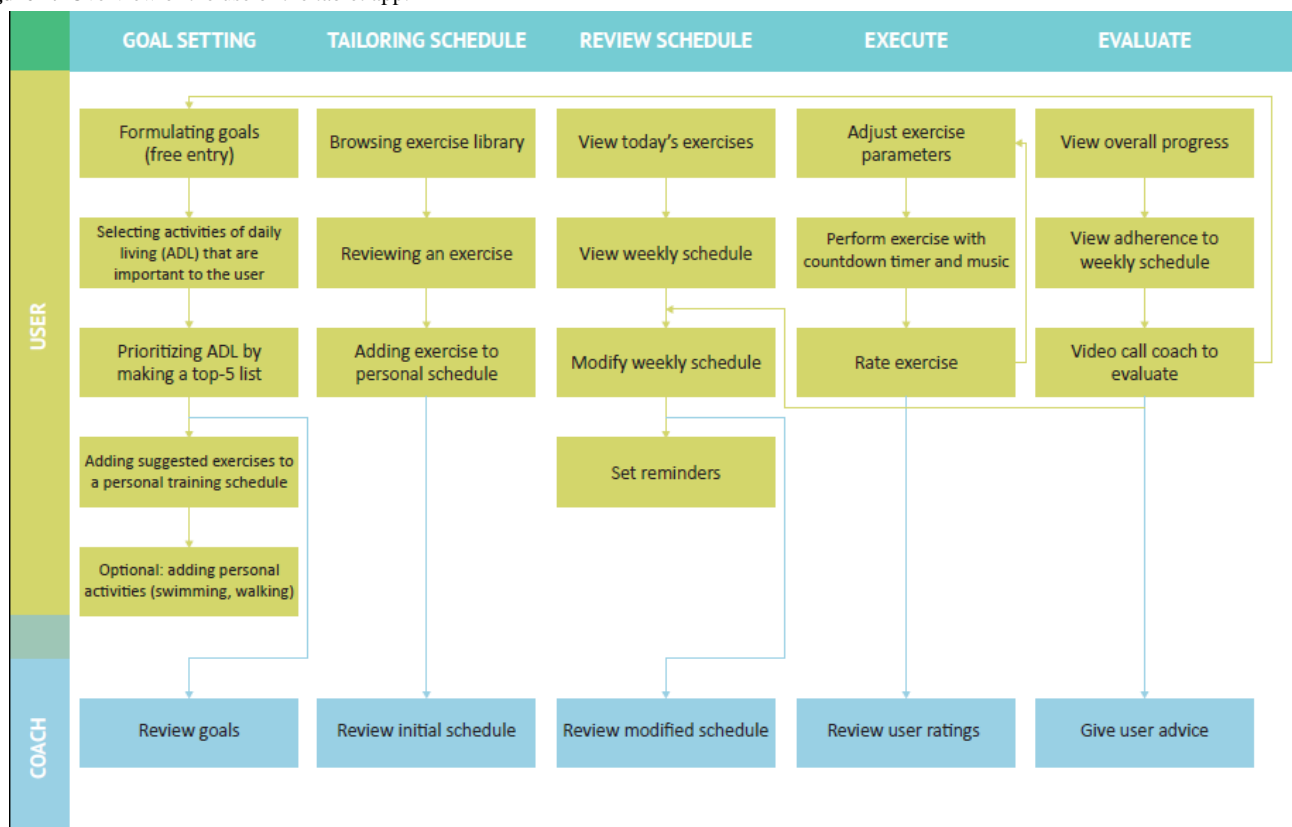 GOAL SETTING
TAILORING SCHEDULE
REVIEW SCHEDULE
EXECUTE
EVALUATE
USER
Formulating goals
(free entry)
Selecting activities of daily
living (ADL) that are
important to the user
Prioritizing ADL by
making a top-5 list
Adding suggested exercises to
a personal training schedule
Optional: adding personal
activities (swimming, walking)
Browsing exercise library
Reviewing an exercise
Adding exercise to
personal schedule
View today's exercises
View weekly schedule
Modify weekly schedule
Set reminders
Adjust exercise
parameters
Perform exercise with
countdown timer and music
Rate exercise
View overall progress
View adherence to
weekly schedule
Video call coach to
evaluate
COACH
Review goals
Review initial schedule
Review modified schedule
Review user ratings
Give user advice